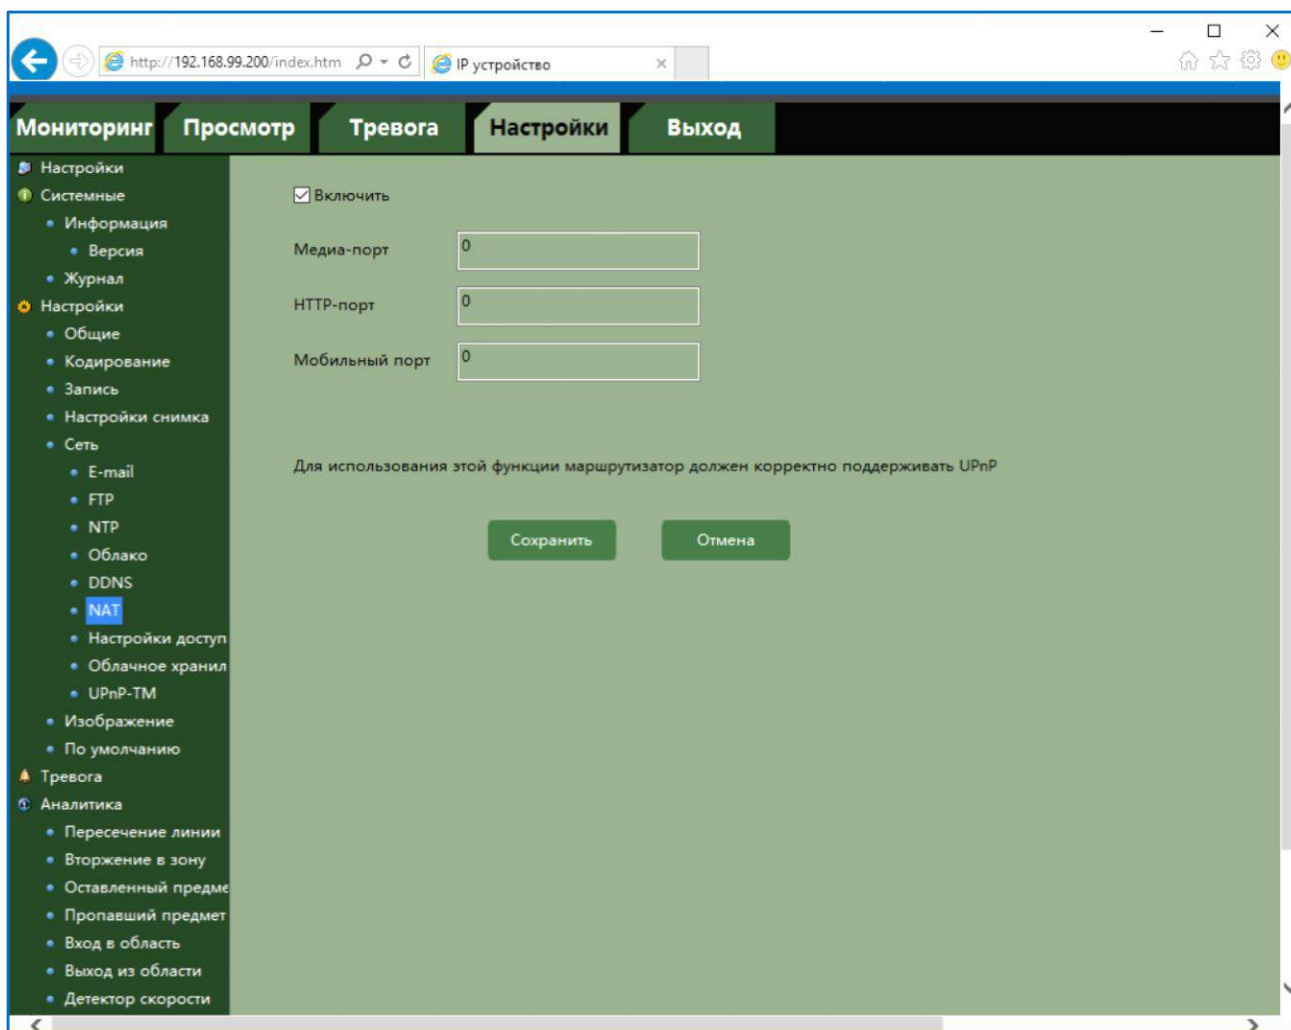 http://192.168.99.200/index.htm
IP устройство
Мониторинг
Просмотр
Тревога
Настройки
Выход
Настройки
Системные
Информация
Версия
Журнал
Настройки
Общие
Кодирование
Запись
Настройки снимка
Сеть
E-mail
FTP
NTP
Облако
DDNS
NAT
Настройки доступ
Облачное хранил
UPnP-TM
Изображение
По умолчанию
Тревога
Аналитика
Пересечение линии
Вторжение в зону
Оставленный предме
Пропавший предмет
Вход в область
Выход из области
Детектор скорости
Включить
Медиа-порт 0
HTTP-порт 0
Мобильный порт 0
Для использования этой функции маршрутизатор должен корректно поддерживать UPnP
Сохранить Отмена